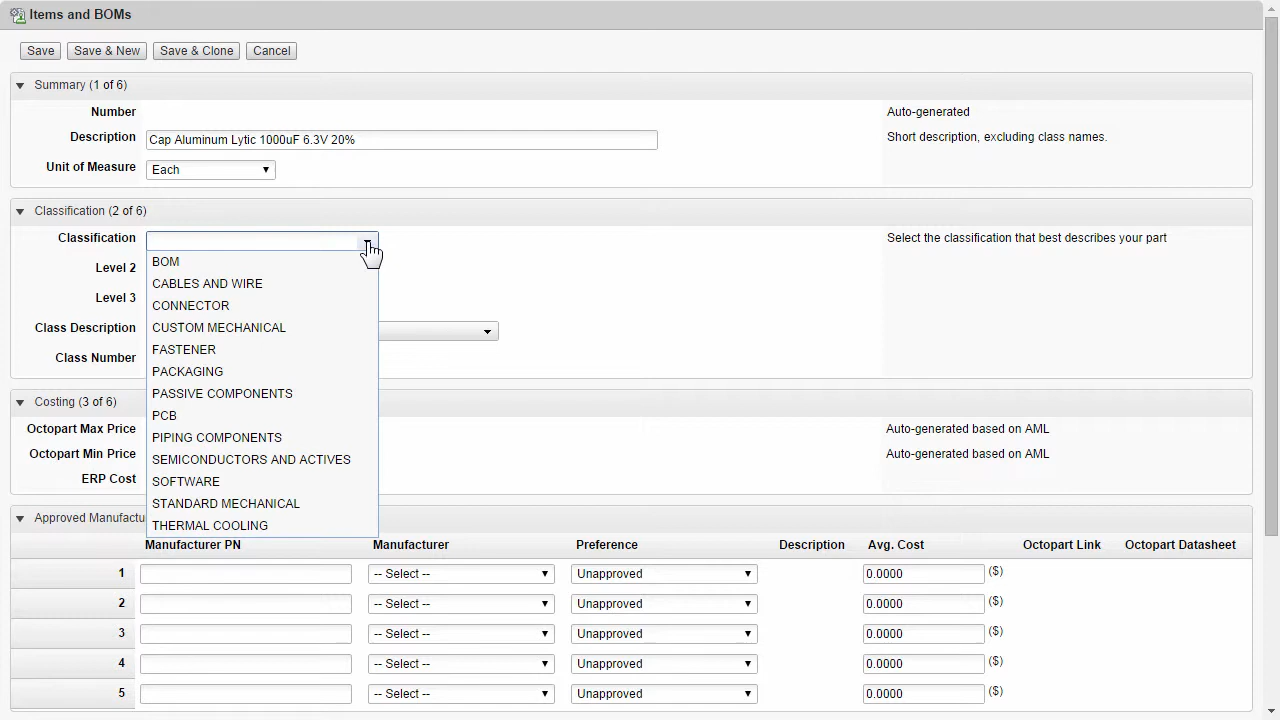 Items and BOMs
Save
Save & New
Save & Clone
Cancel
Summary (1 of 6)
Number
Auto-generated
Description
Cap Aluminum Lytic 1000uF 6.3V 20%
Short description, excluding class names.
Unit of Measure
Each
Classification (2 of 6)
Classification
Select the classification that best describes your part
BOM
Level 2
CABLES AND WIRE
Level 3
CONNECTOR
Class Description
CUSTOM MECHANICAL
FASTENER
Class Number
PACKAGING
PASSIVE COMPONENTS
Costing (3 of 6)
PCB
Octopart Max Price
Auto-generated based on AML
PIPING COMPONENTS
Octopart Min Price
Auto-generated based on AML
SEMICONDUCTORS AND ACTIVES
ERP Cost
SOFTWARE
STANDARD MECHANICAL
Approved Manufactu
THERMAL COOLING
Manufacturer PN
Manufacturer
Preference
Description
Avg. Cost
Octopart Link
Octopart Datasheet
1
-- Select --
Unapproved
0.0000
($)
2
-- Select --
Unapproved
0.0000
($)
3
-- Select --
Unapproved
0.0000
($)
4
-- Select --
Unapproved
0.0000
($)
5
-- Select --
Unapproved
0.0000
($)